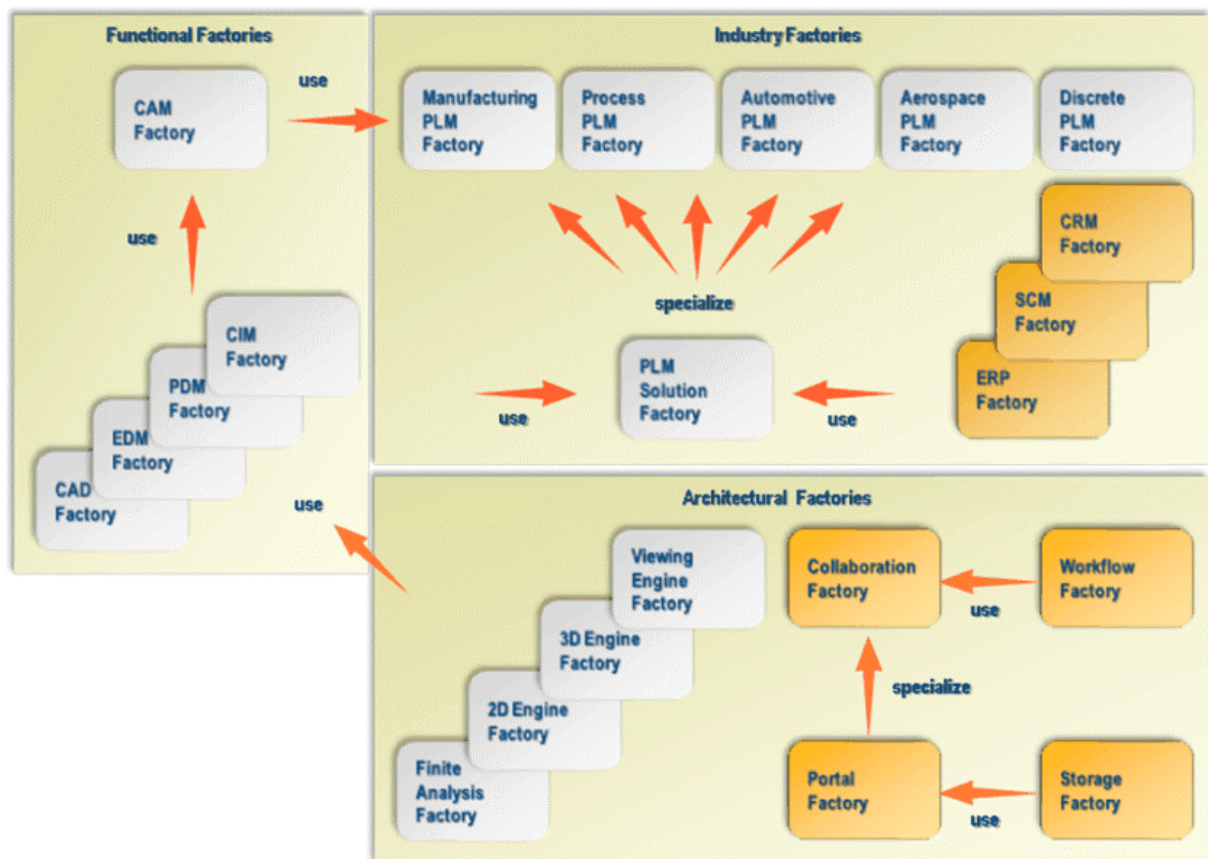 Functional Factories
CAM
Factory
use
use
CIM
Factory
PDM
Factory
EDM
Factory
CAD
Factory
use
Industry Factories
Manufacturing
PLM
Factory
Process
PLM
Factory
Automotive
PLM
Factory
Aerospace
PLM
Factory
Discrete
PLM
Factory
specialize
CRM
Factory
SCM
Factory
ERP
Factory
PLM
Solution
Factory
use
use
Architectural Factories
Viewing
Engine
Factory
3D Engine
Factory
2D Engine
Factory
Finite
Analysis
Factory
Collaboration
Factory
Workflow
Factory
use
specialize
Portal
Factory
Storage
Factory
use